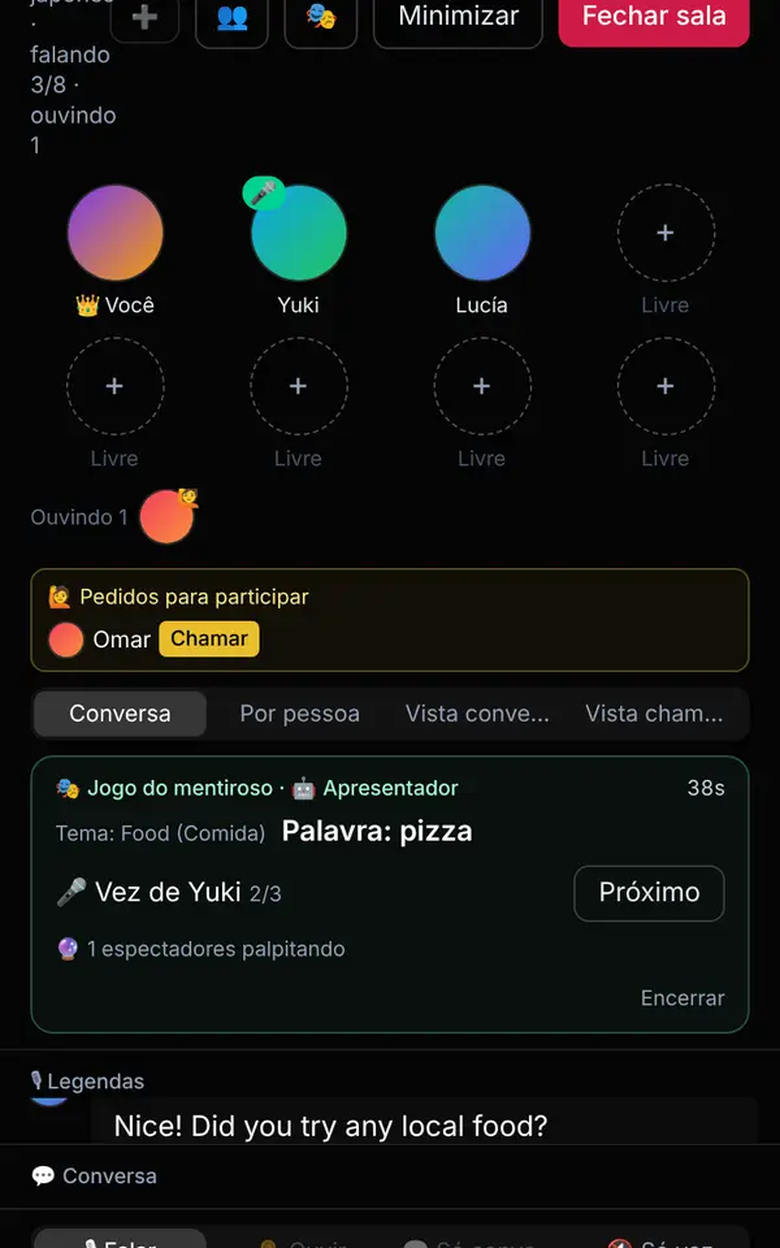 falando
3/8 ·
ouvindo
1
Minimizar
Fechar sala
👑 Você
Yuki
Lucía
Livre
Livre
Livre
Livre
Livre
Ouvindo 1
🙋 Pedidos para participar
Omar Chamar
Conversa
Por pessoa
Vista conve...
Vista cham...
🎭 Jogo do mentiroso · 🤖 Apresentador
38s
Tema: Food (Comida) Palavra: pizza
🎤 Vez de Yuki 2/3
Próximo
🔮 1 espectadores palpitando
Encerrar
🎙 Legendas
Nice! Did you try any local food?
💬 Conversa